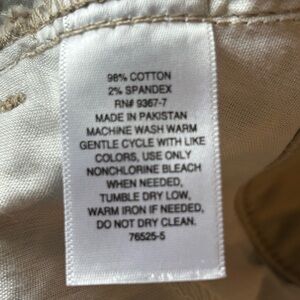 98% COTTON
2% SPANDEX
RN# 9367-7
MADE IN PAKISTAN
MACHINE WASH WARM
GENTLE CYCLE WITH LIKE
COLORS, USE ONLY
NONCHLORINE BLEACH
WHEN NEEDED,
TUMBLE DRY LOW,
WARM IRON IF NEEDED,
DO NOT DRY CLEAN.
76525-5